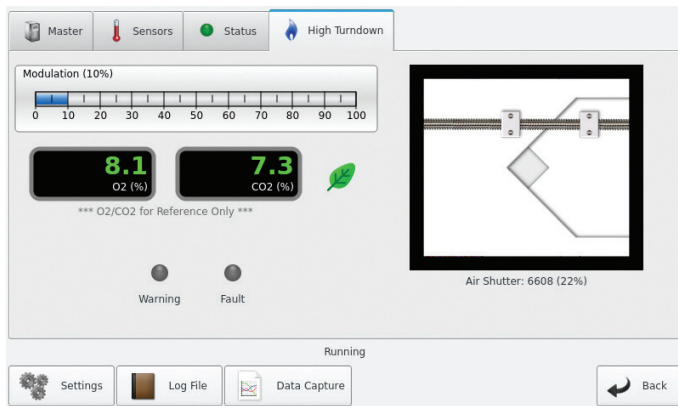 Master Sensors Status High Turndown
Modulation (10%)
0 10 20 30 40 50 60 70 80 90 100
8.1 7.3
O2 (%) CO2 (%)
*** O2/CO2 for Reference Only ***
Air Shutter: 6608 (22%)
Warning Fault
Running
Settings Log File Data Capture Back